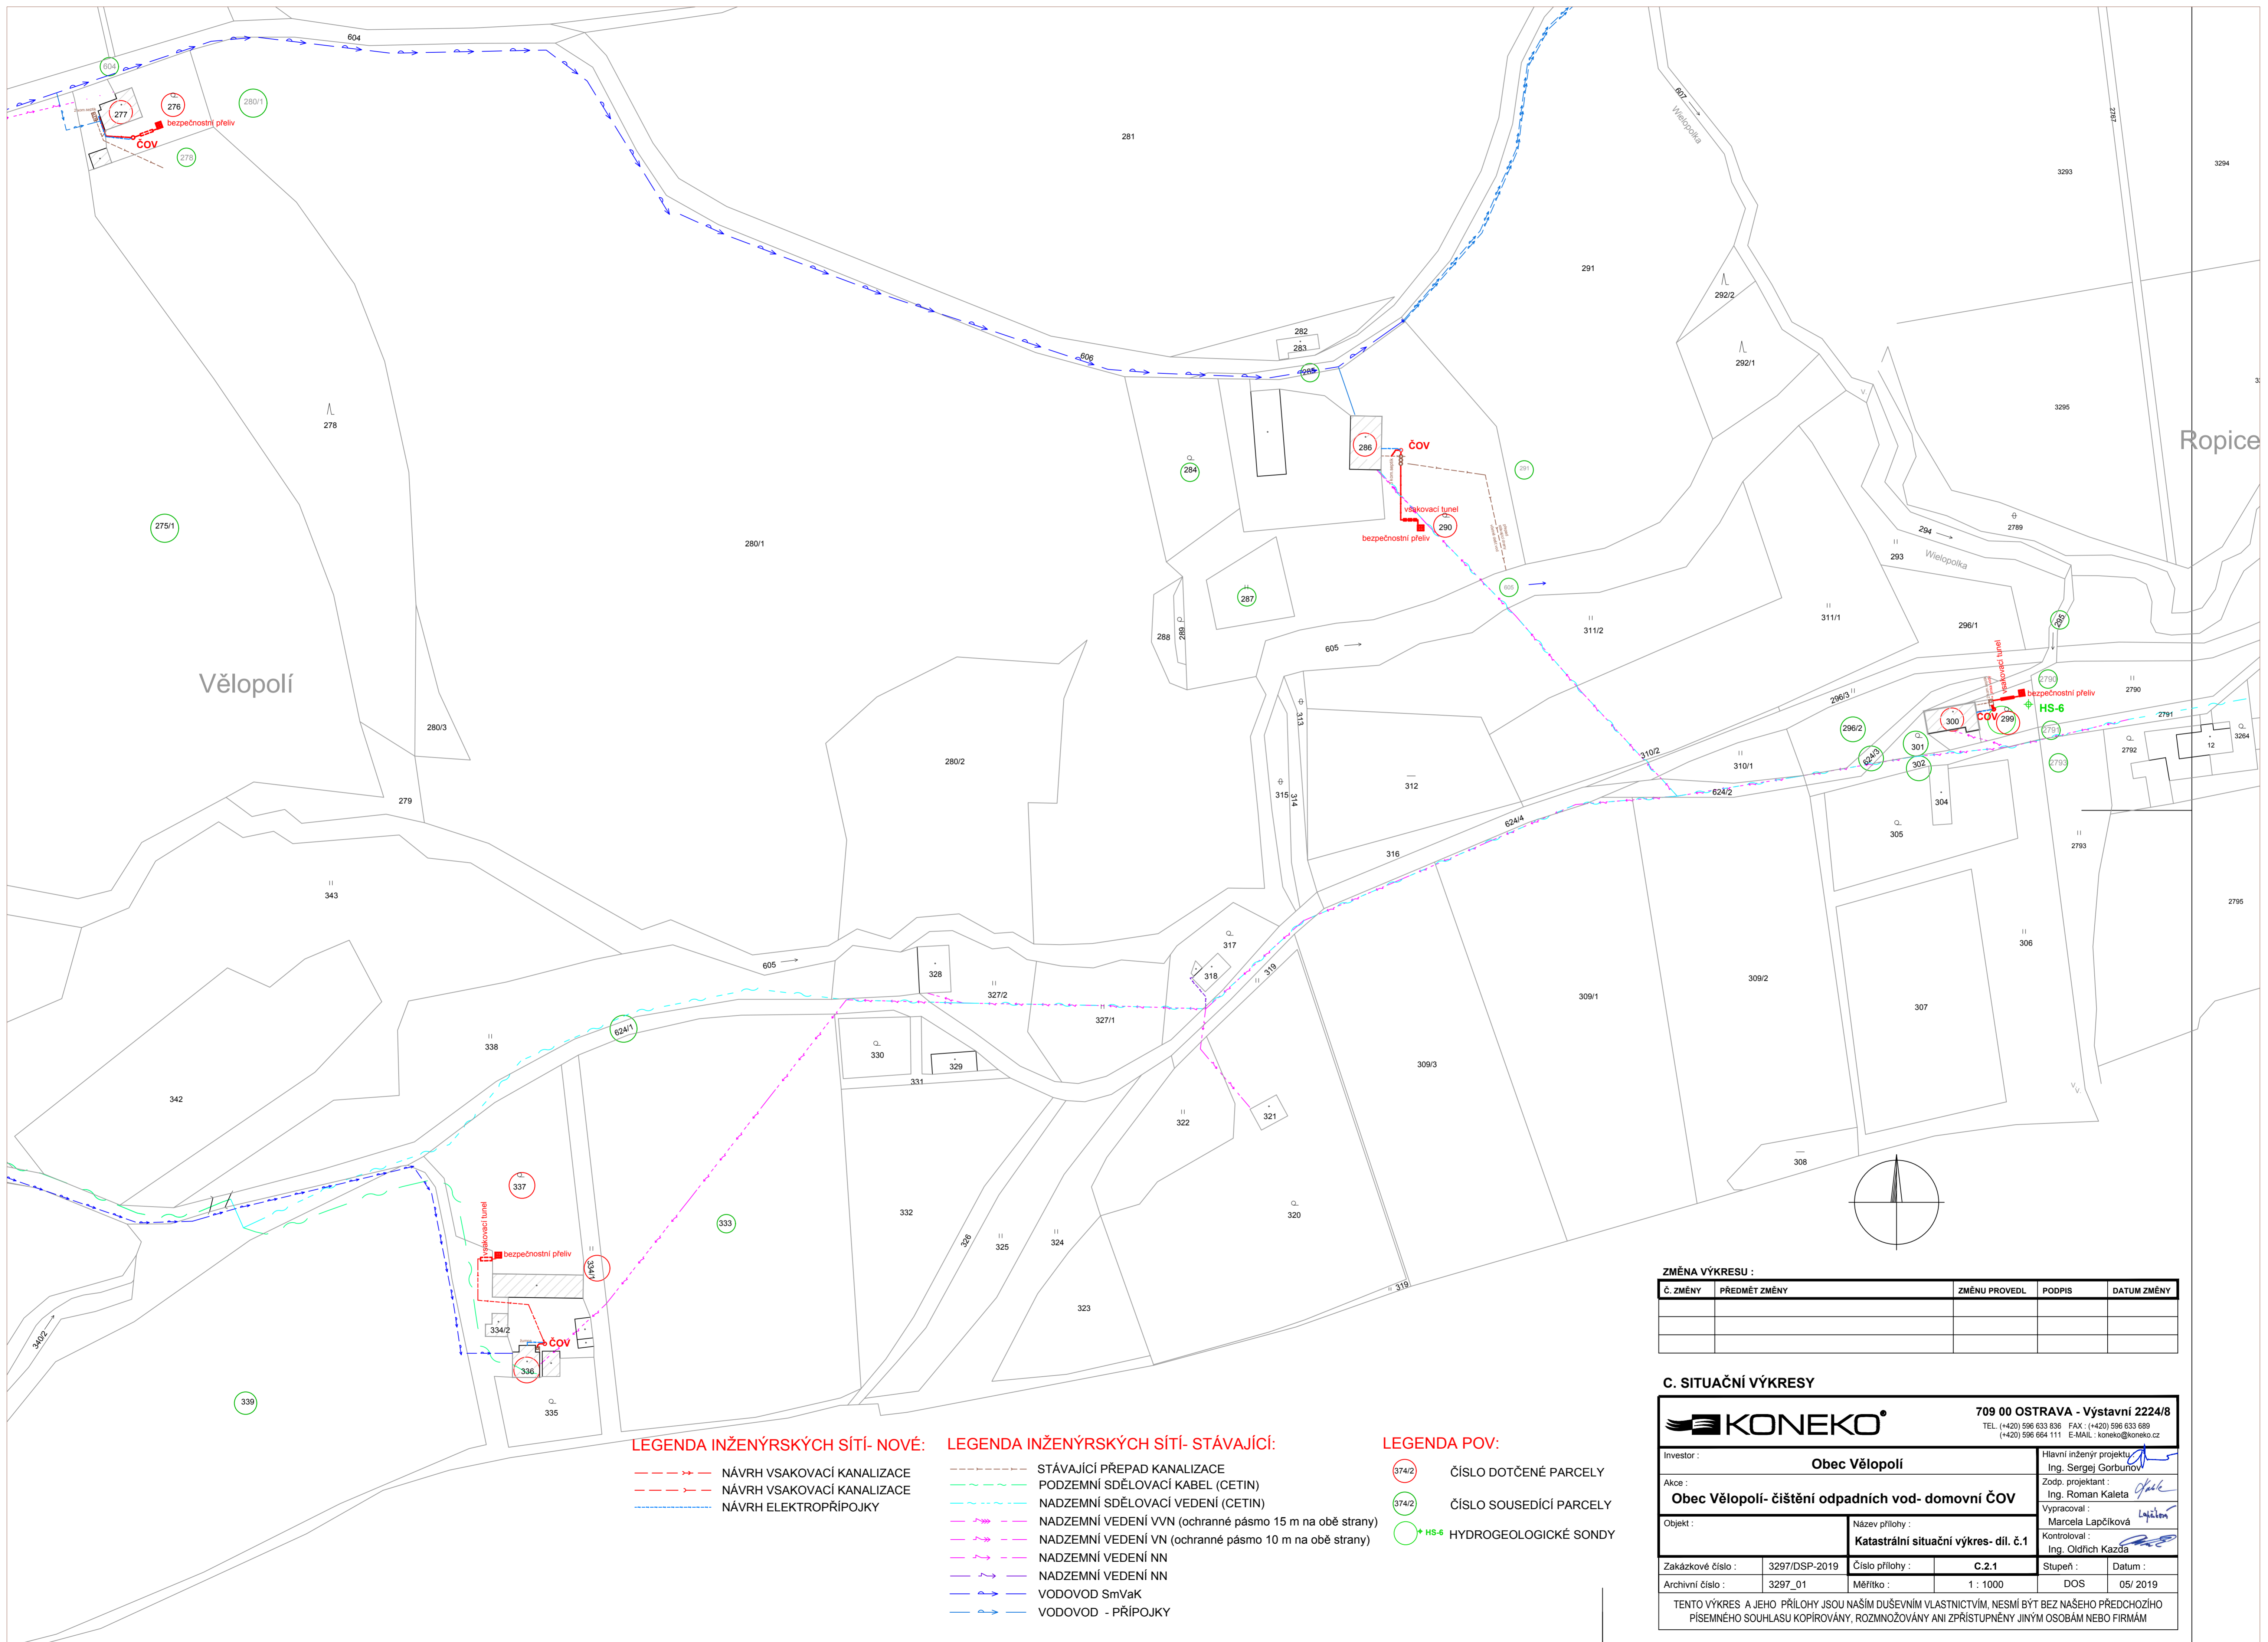 604
604
277
276
280/1
bezpečnostní přeliv
ČOV
278
281
607
Wielopolka
2787
3294
3293
291
292/2
292/1
282
283
606
285
3295
Ropice
278
286
ČOV
284
291
275/1
280/1
vsakovací tunel
290
bezpečnostní přeliv
294
2789
293
Wielopolka
605
287
288
289
311/2
311/1
296/1
295
605
Vělopolí
vsakovací tunel
2790
2790
bezpečnostní přeliv
HS-6
296/3
300
ČOV
299
2791
2791
280/3
313
296/2
301
2792
12
3264
280/2
310/2
310/1
624/3
302
2793
279
315
314
312
624/2
304
624/4
305
2793
316
343
2795
317
306
605
328
318
319
327/2
309/1
309/2
307
327/1
624/1
338
330
329
331
309/3
342
321
322
308
337
320
333
332
326
325
324
vsakovací tunel
bezpečnostní přeliv
334/1
319
323
334/2
ČOV
340/2
336
339
335
LEGENDA INŽENÝRSKÝCH SÍTÍ- NOVÉ:
NÁVRH VSAKOVACÍ KANALIZACE
NÁVRH VSAKOVACÍ KANALIZACE
NÁVRH ELEKTROPŘÍPOJKY
LEGENDA INŽENÝRSKÝCH SÍTÍ- STÁVAJÍCÍ:
STÁVAJÍCÍ PŘEPAD KANALIZACE
PODZEMNÍ SDĚLOVACÍ KABEL (CETIN)
NADZEMNÍ SDĚLOVACÍ VEDENÍ (CETIN)
NADZEMNÍ VEDENÍ VVN (ochranné pásmo 15 m na obě strany)
NADZEMNÍ VEDENÍ VN (ochranné pásmo 10 m na obě strany)
NADZEMNÍ VEDENÍ NN
NADZEMNÍ VEDENÍ NN
VODOVOD SmVaK
VODOVOD - PŘÍPOJKY
LEGENDA POV:
374/2 ČÍSLO DOTČENÉ PARCELY
374/2 ČÍSLO SOUSEDÍCÍ PARCELY
HS-6 HYDROGEOLOGICKÉ SONDY
ZMĚNA VÝKRESU :
Č. ZMĚNY PŘEDMĚT ZMĚNY ZMĚNU PROVEDL PODPIS DATUM ZMĚNY
C. SITUAČNÍ VÝKRESY
KONEKO
709 00 OSTRAVA - Výstavní 2224/8
TEL. (+420) 596 633 836 FAX : (+420) 596 633 689
(+420) 596 664 111 E-MAIL : koneko@koneko.cz
Investor :
Obec Vělopolí
Hlavní inženýr projektu
Ing. Sergej Gorbunov
Akce :
Obec Vělopolí- čištění odpadních vod- domovní ČOV
Zodp. projektant :
Ing. Roman Kaleta
Vypracoval :
Marcela Lapčíková
Objekt :
Název přílohy :
Katastrální situační výkres- díl. č.1
Kontroloval :
Ing. Oldřich Kazda
Zakázkové číslo : 3297/DSP-2019 Číslo přílohy : C.2.1 Stupeň : Datum :
Archivní číslo : 3297_01 Měřítko : 1 : 1000 DOS 05/ 2019
TENTO VÝKRES A JEHO PŘÍLOHY JSOU NAŠÍM DUŠEVNÍM VLASTNICTVÍM, NESMÍ BÝT BEZ NAŠEHO PŘEDCHOZÍHO
PÍSEMNÉHO SOUHLASU KOPÍROVÁNY, ROZMNOŽOVÁNY ANI ZPŘÍSTUPNĚNY JINÝM OSOBÁM NEBO FIRMÁM